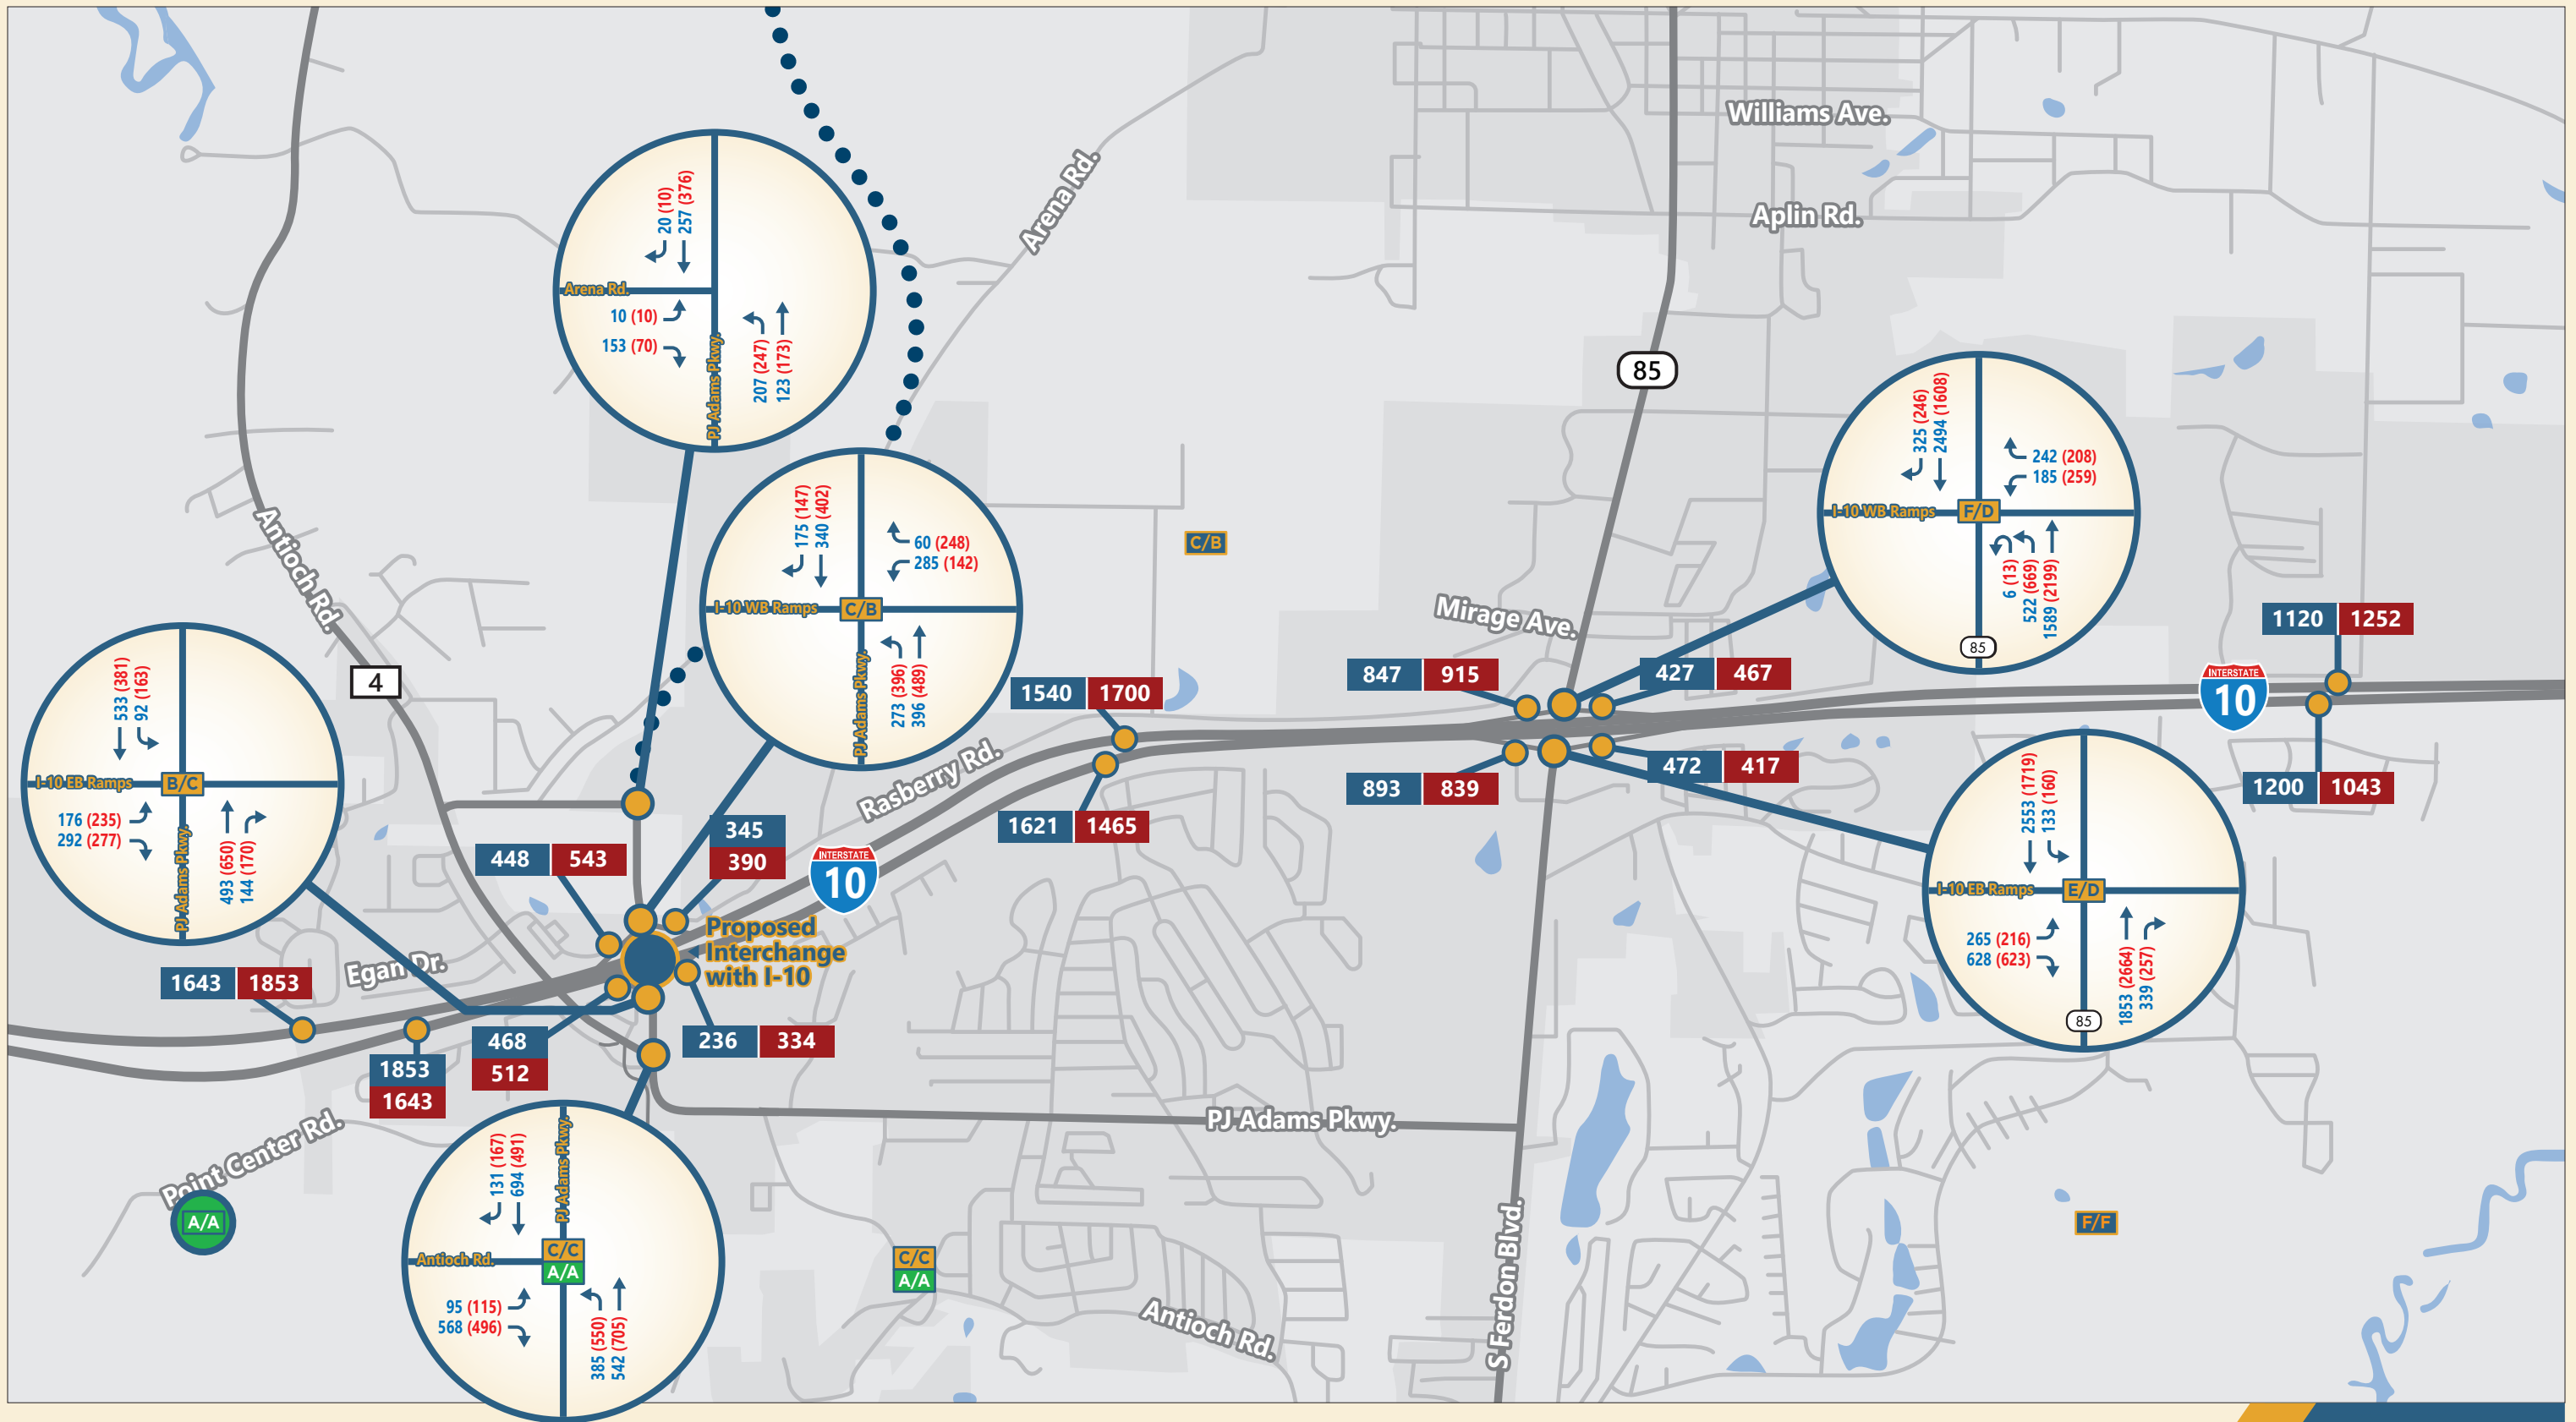 Williams Ave.
Aplin Rd.
Arena Rd.
20 (10)
257 (376)
Arena Rd.
10 (10)
153 (70)
207 (247)
123 (173)
PJ Adams Pkwy.
85
325 (246)
2494 (1608)
242 (208)
185 (259)
I-10 WB Ramps
F/D
6 (13)
522 (669)
1589 (2199)
85
175 (147)
340 (402)
60 (248)
285 (142)
I-10 WB Ramps
C/B
273 (396)
396 (489)
PJ Adams Pkwy.
C/B
Antioch Rd.
4
Mirage Ave.
1120 1252
847 915
427 467
INTERSTATE
10
1540 1700
533 (381)
92 (163)
I-10 EB Ramps
B/C
176 (235)
292 (277)
493 (650)
144 (170)
PJ Adams Pkwy.
Rasberry Rd.
893 839
472 417
1200 1043
1621 1465
345
390
448 543
INTERSTATE
10
2553 (1719)
133 (160)
I-10 EB Ramps
E/D
265 (216)
628 (623)
1853 (2664)
339 (257)
85
Proposed
Interchange
with I-10
Egan Dr.
1643 1853
468
512
236 334
1853
1643
PJ Adams Pkwy.
Point Center Rd.
A/A
131 (167)
694 (491)
PJ Adams Pkwy.
Antioch Rd.
C/C
A/A
95 (115)
568 (496)
385 (550)
542 (705)
C/C
A/A
Antioch Rd.
S Ferdon Blvd.
F/F